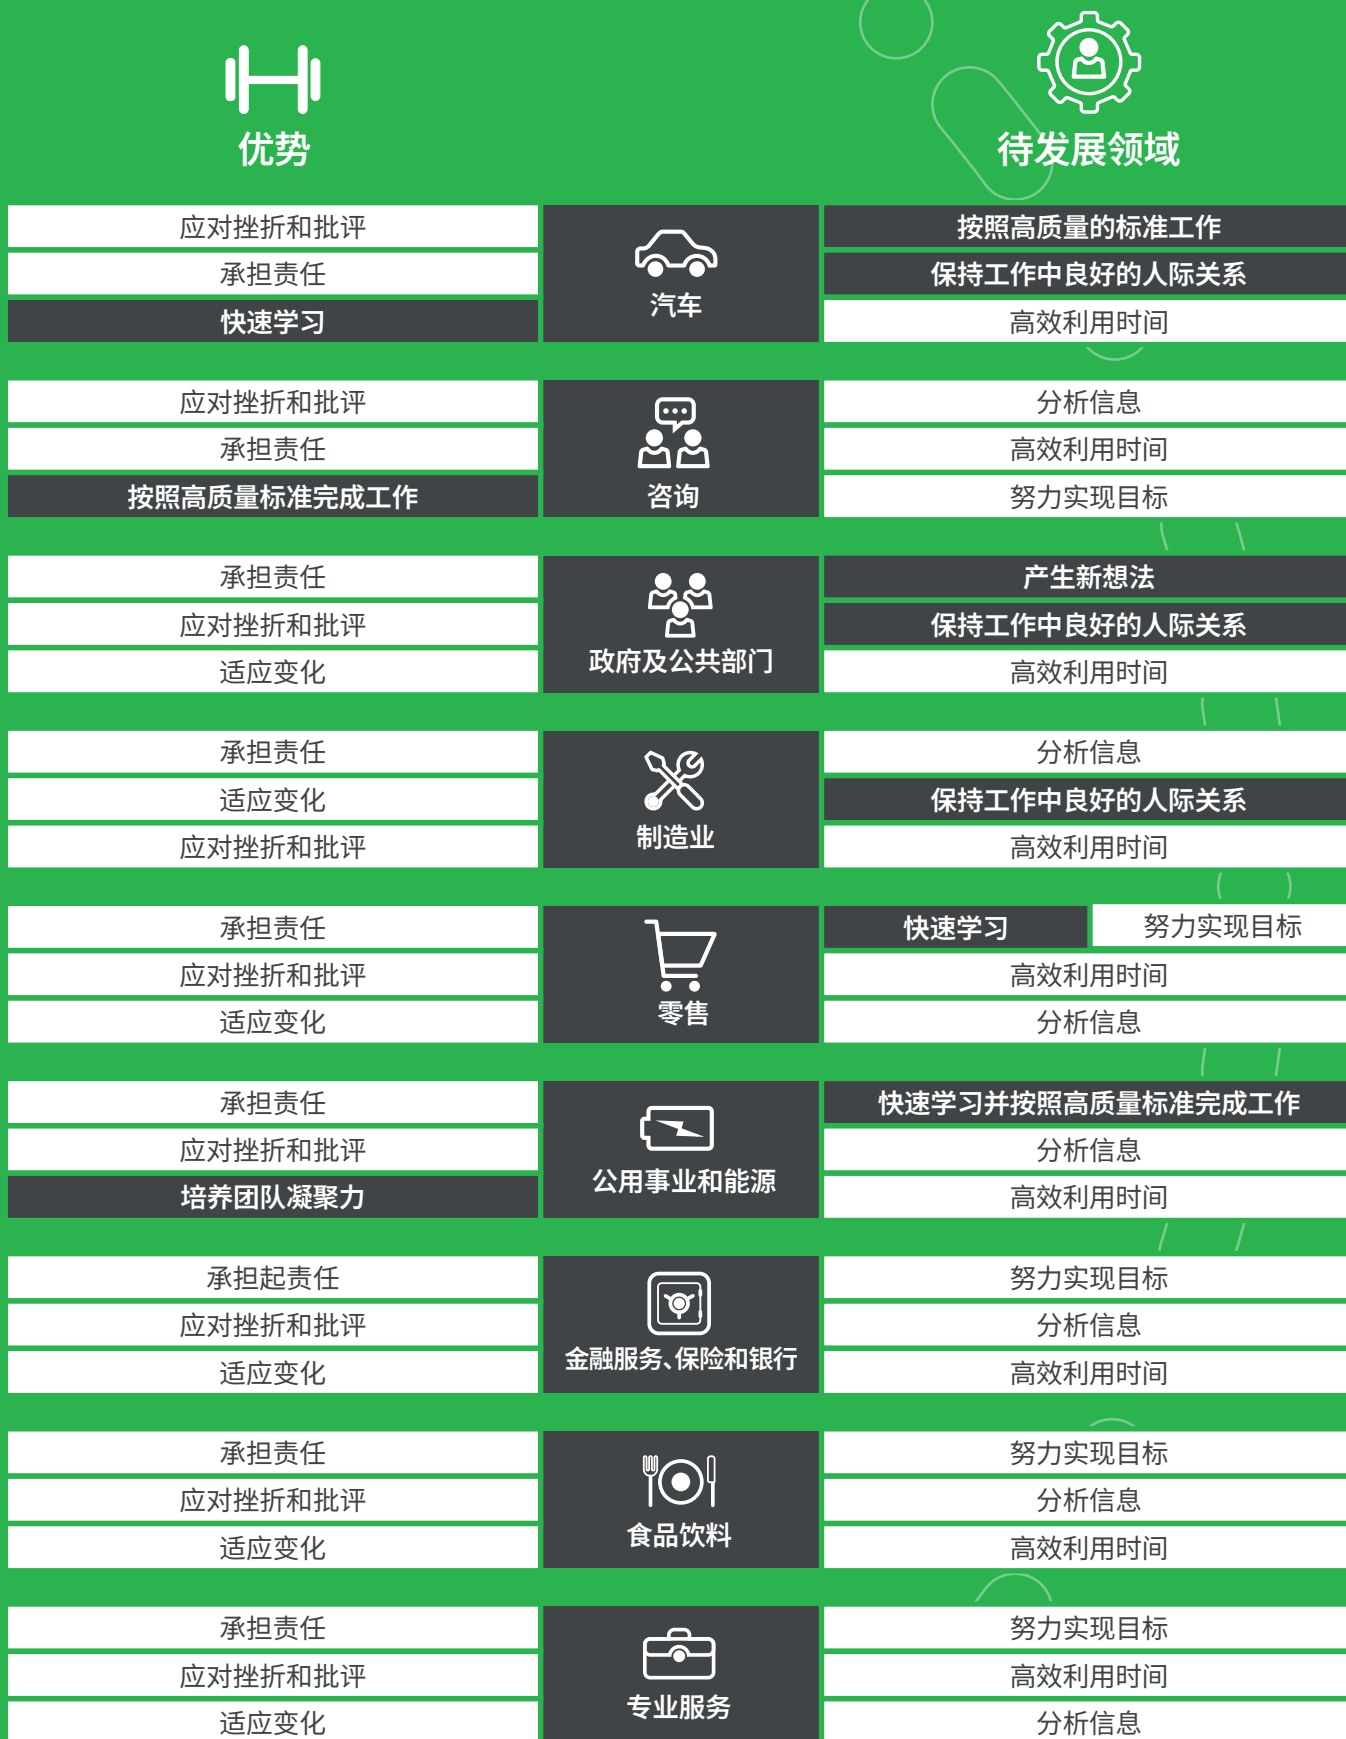 优势
待发展领域
应对挫折和批评
承担责任
快速学习
汽车
按照高质量的标准工作
保持工作中良好的人际关系
高效利用时间
应对挫折和批评
承担责任
按照高质量标准完成工作
咨询
分析信息
高效利用时间
努力实现目标
承担责任
应对挫折和批评
适应变化
政府及公共部门
产生新想法
保持工作中良好的人际关系
高效利用时间
承担责任
适应变化
应对挫折和批评
制造业
分析信息
保持工作中良好的人际关系
高效利用时间
承担责任
应对挫折和批评
适应变化
零售
快速学习
努力实现目标
高效利用时间
分析信息
承担责任
应对挫折和批评
培养团队凝聚力
公用事业和能源
快速学习并按照高质量标准完成工作
分析信息
高效利用时间
承担起责任
应对挫折和批评
适应变化
金融服务、保险和银行
努力实现目标
分析信息
高效利用时间
承担责任
应对挫折和批评
适应变化
食品饮料
努力实现目标
分析信息
高效利用时间
承担责任
应对挫折和批评
适应变化
专业服务
努力实现目标
高效利用时间
分析信息